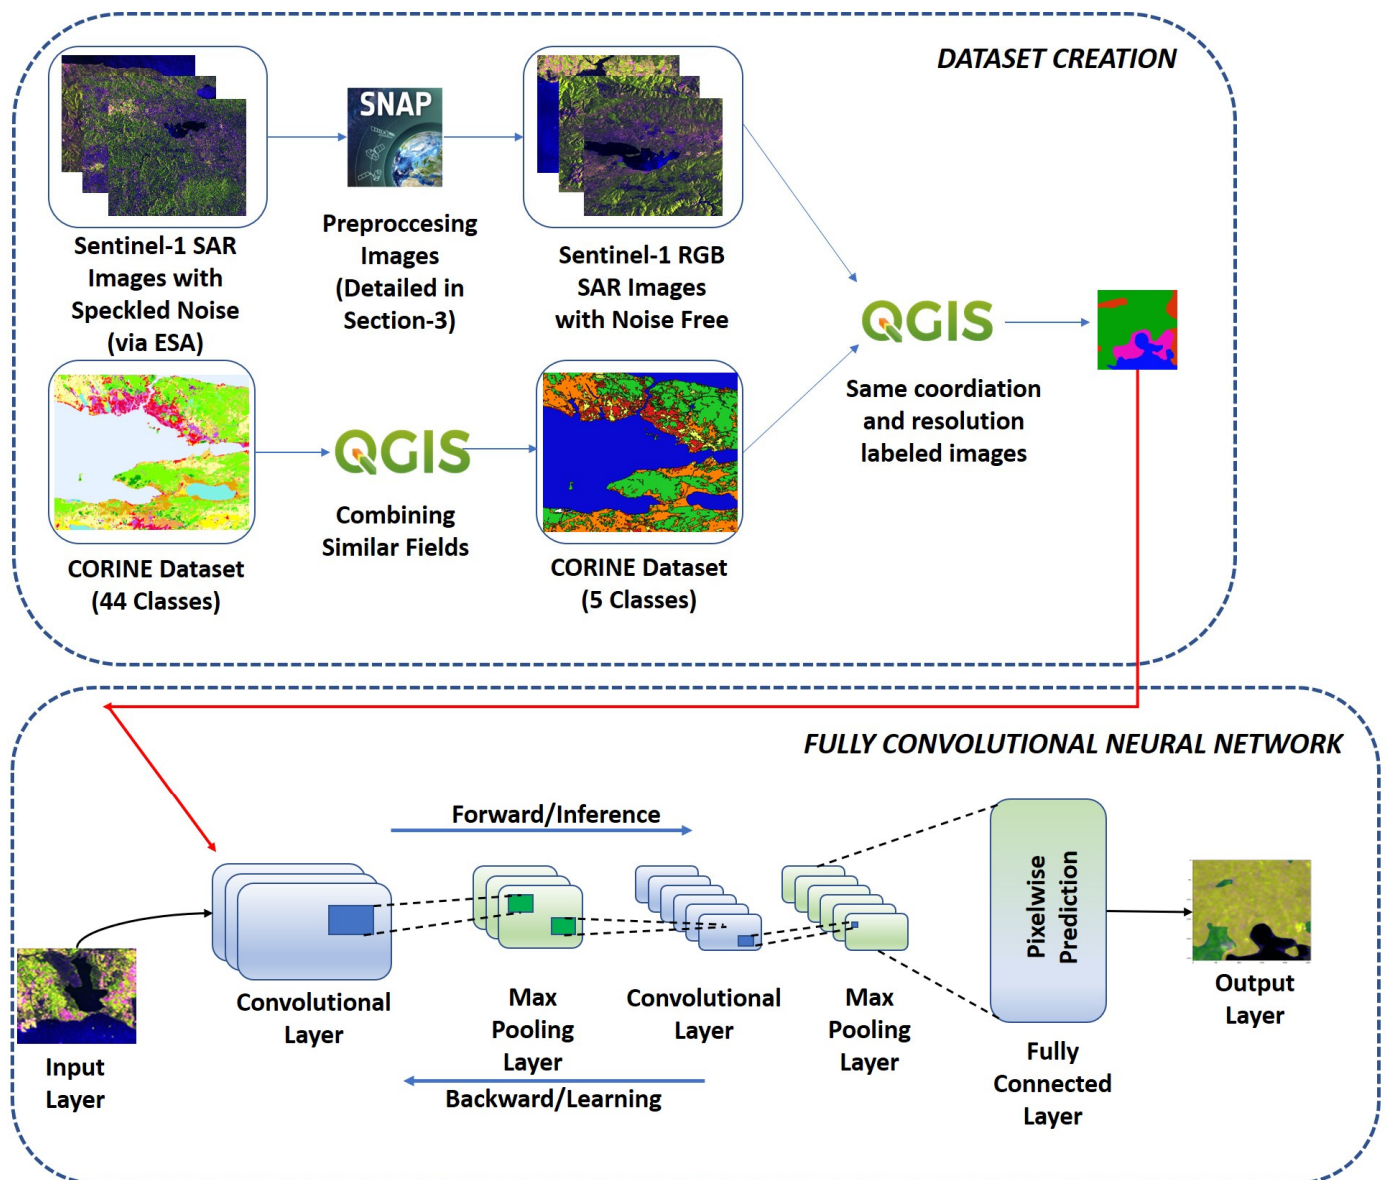 DATASET CREATION
SNAP
Sentinel-1 SAR
Images with
Speckled Noise
(via ESA)
Preproccesing
Images
(Detailed in
Section-3)
Sentinel-1 RGB
SAR Images
with Noise Free
QGIS
Same coordiation
and resolution
labeled images
QGIS
Combining
Similar Fields
CORINE Dataset
(44 Classes)
CORINE Dataset
(5 Classes)
FULLY CONVOLUTIONAL NEURAL NETWORK
Forward/Inference
Input
Layer
Convolutional
Layer
Max
Pooling
Layer
Convolutional
Layer
Max
Pooling
Layer
Pixelwise
Prediction
Fully
Connected
Layer
Output
Layer
Backward/Learning